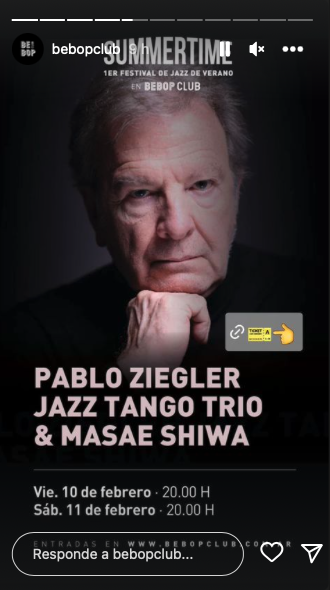 SUMMERTIME
bebopclub 9 h
BE!
BOP
1ER FESTIVAL DE JAZZ DE VERANO
EN BEBOP CLUB
TICKET
PABLO ZIEGLER
JAZZ TANGO TRIO
& MASAE SHIWA
Vie. 10 de febrero · 20.00 H
Sáb. 11 de febrero · 20.00 H
ENTRADAS EN WWW.BEBOPCLUB.COM.AR
Responde a bebopclub...